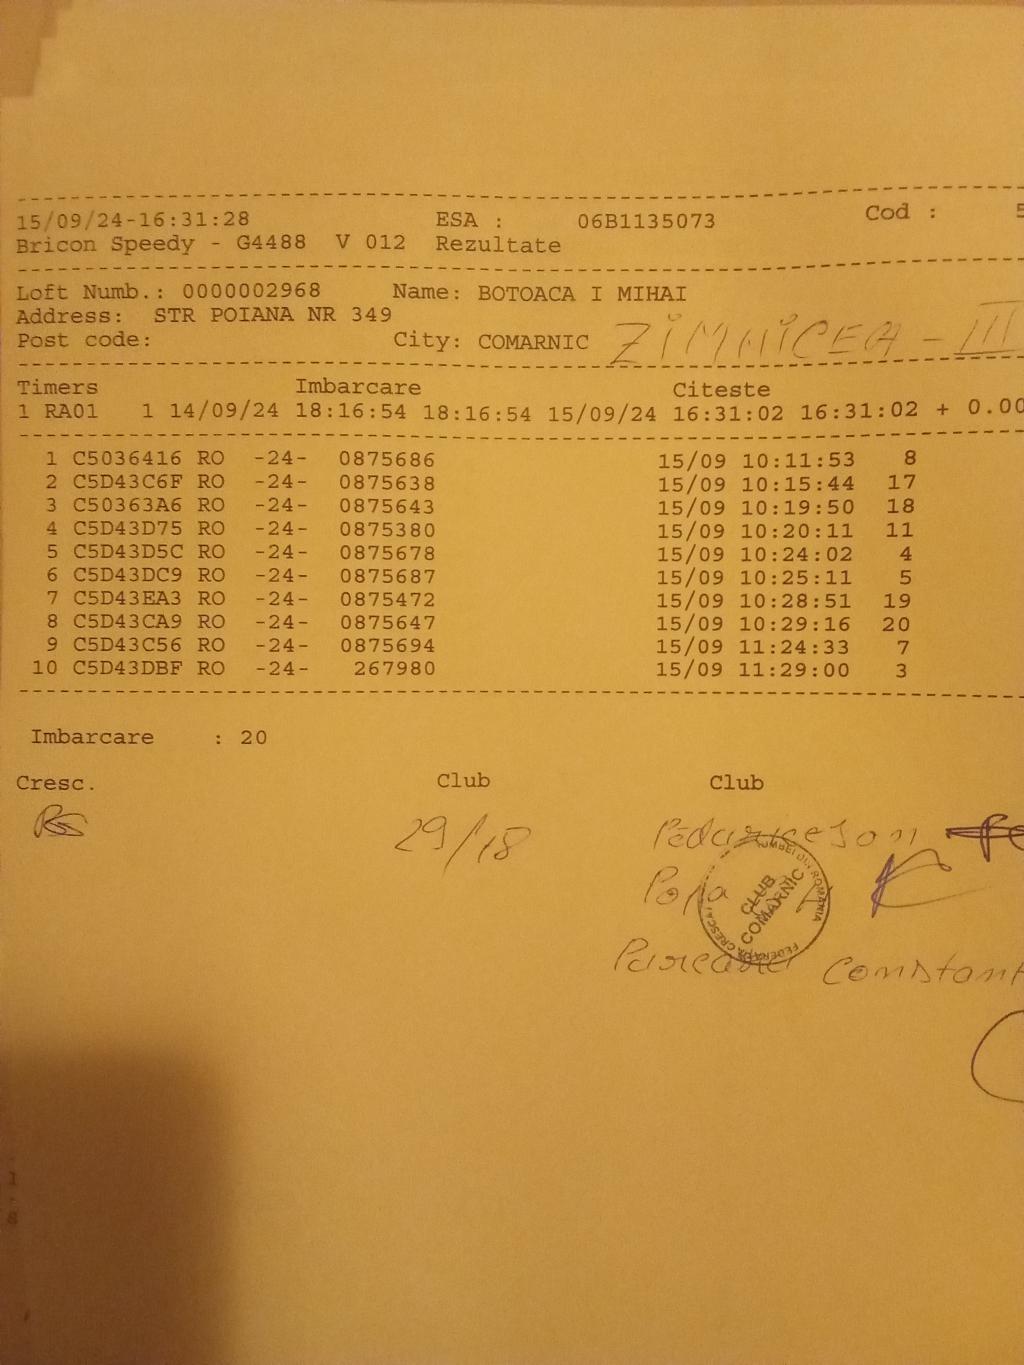 15/09/24-16:31:28 ESA : 06B1135073 Cod : 5
Bricon Speedy - G4488 V 012 Rezultate
Loft Numb.: 0000002968 Name: BOTOACA I MIHAI
Address: STR POIANA NR 349
Post code: City: COMARNIC ZIMNICEA - III
Timers Imbarcare Citeste
1 RA01 1 14/09/24 18:16:54 18:16:54 15/09/24 16:31:02 16:31:02 + 0.00
1 C5036416 RO -24- 0875686 15/09 10:11:53 8
2 C5D43C6F RO -24- 0875638 15/09 10:15:44 17
3 C50363A6 RO -24- 0875643 15/09 10:19:50 18
4 C5D43D75 RO -24- 0875380 15/09 10:20:11 11
5 C5D43D5C RO -24- 0875678 15/09 10:24:02 4
6 C5D43DC9 RO -24- 0875687 15/09 10:25:11 5
7 C5D43EA3 RO -24- 0875472 15/09 10:28:51 19
8 C5D43CA9 RO -24- 0875647 15/09 10:29:16 20
9 C5D43C56 RO -24- 0875694 15/09 11:24:33 7
10 C5D43DBF RO -24- 267980 15/09 11:29:00 3
Imbarcare : 20
Cresc. Club Club
29/18
Popa
CLUB
COMARNIC